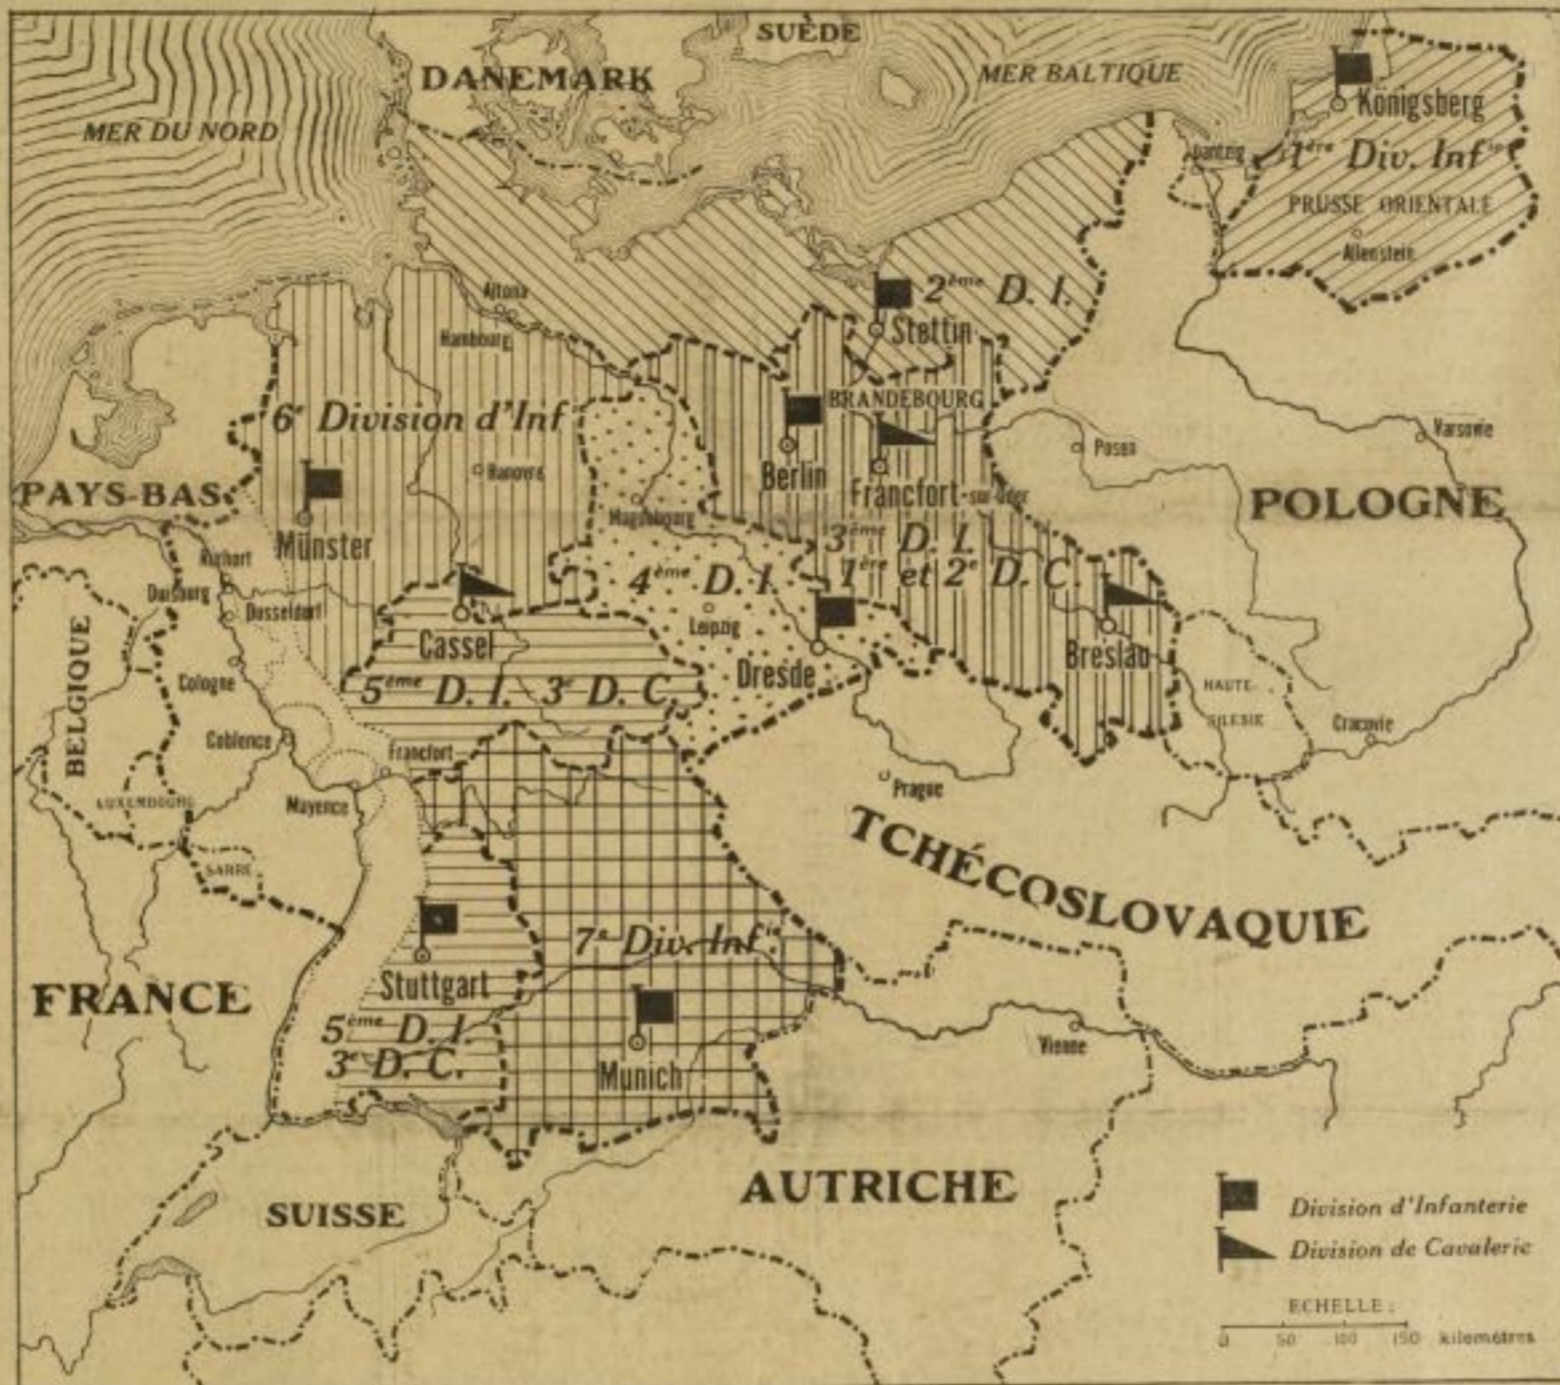 SUÈDE
DANEMARK
MER BALTIQUE
MER DU NORD
Königsberg
1ère Div. Infie
Dantzig
PRUSSE ORIENTALE
Allenstein
2ème D. I.
Altona
Stettin
Hambourg
BRANDEBOURG
6e Division d'Inf
Varsovie
Posen
Hanovre
Berlin
PAYS-BAS
Francfort-sur-Oder
POLOGNE
Magdebourg
Münster
3ème D. I.
1ère et 2e D. C.
Ruhrort
4ème D. I.
Duisburg
Dusseldorf
Leipzig
Cassel
Breslau
BELGIQUE
Dresde
Cologne
5ème D. I. 3e D. C.
HAUTE-
SILESIE
Cracovie
Coblence
Francfort
Prague
LUXEMBOURG
Mayence
TCHÉCOSLOVAQUIE
SARRE
7e Div. Infie
FRANCE
Stuttgart
5ème D. I.
3e D. C.
Vienne
Munich
AUTRICHE
SUISSE
Division d'Infanterie
Division de Cavalerie
ECHELLE :
0 50 100 150 kilomètres